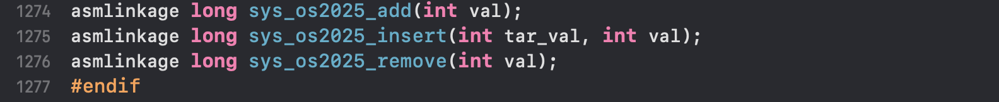 1274 asmlinkage long sys_os2025_add(int val);
1275 asmlinkage long sys_os2025_insert(int tar_val, int val);
1276 asmlinkage long sys_os2025_remove(int val);
1277 #endif